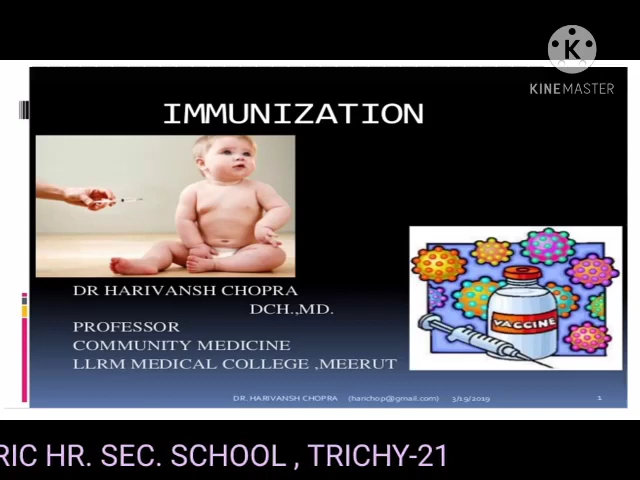 K
KINEMASTER
IMMUNIZATION
VACCINE
DR HARIVANSH CHOPRA
DCH.,MD.
PROFESSOR
COMMUNITY MEDICINE
LLRM MEDICAL COLLEGE ,MEERUT
DR. HARIVANSH CHOPRA (harichop@gmail.com) 3/19/2019 1
RIC HR. SEC. SCHOOL , TRICHY-21